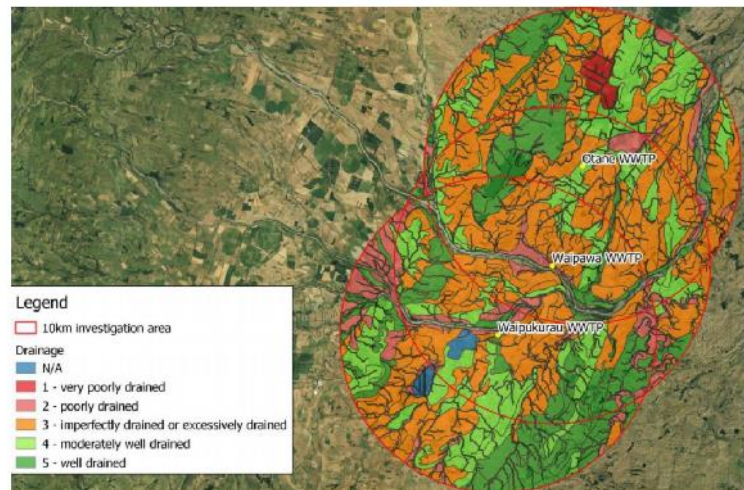 Otane WWTP
Waipawa WWTP
Waipukurau WWTP
Legend
10km investigation area
Drainage
N/A
1 - very poorly drained
2 - poorly drained
3 - imperfectly drained or excessively drained
4 - moderately well drained
5 - well drained